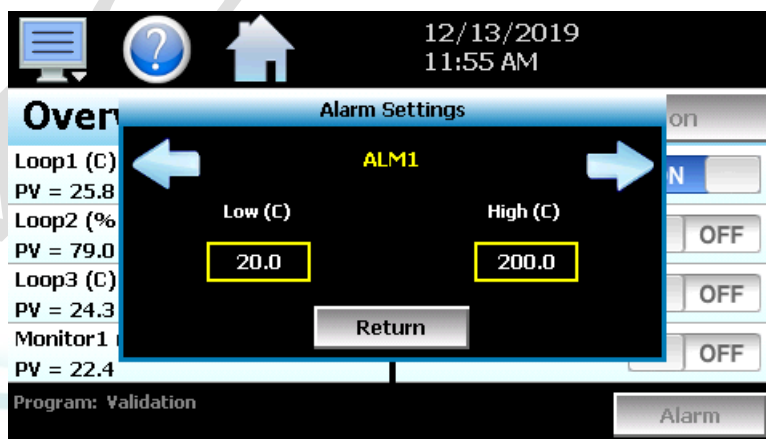 ?
12/13/2019
11:55 AM
Over
on
Alarm Settings
ALM1
Loop1 (C)
PV = 25.8
ON
Low (C)
High (C)
Loop2 (%
PV = 79.0
OFF
20.0
200.0
Loop3 (C)
PV = 24.3
OFF
Return
Monitor1
PV = 22.4
OFF
Program: Validation
Alarm